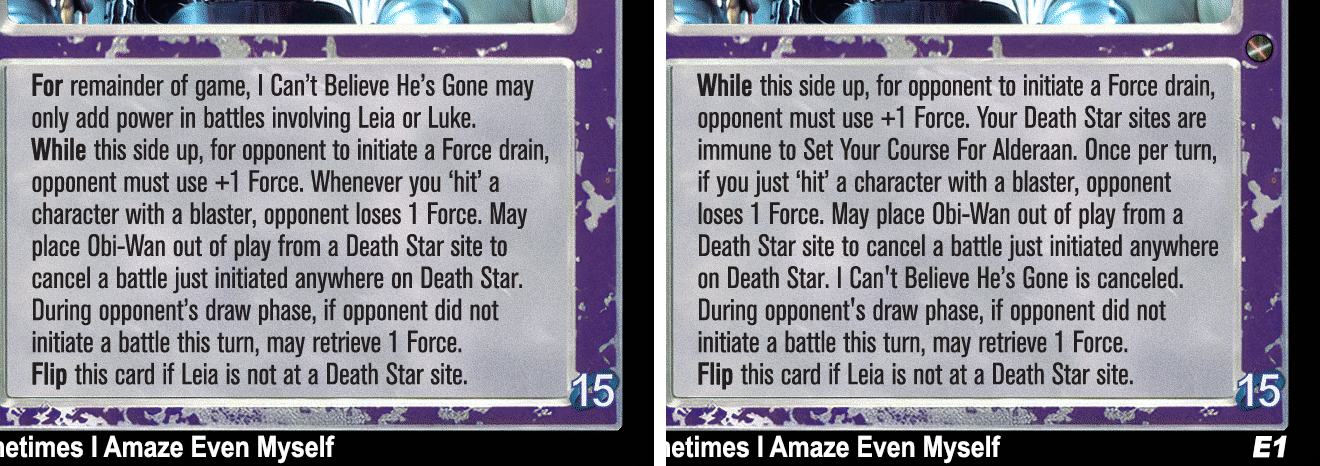 For remainder of game, I Can't Believe He's Gone may
only add power in battles involving Leia or Luke.
While this side up, for opponent to initiate a Force drain,
opponent must use +1 Force. Whenever you ‘hit’ a
character with a blaster, opponent loses 1 Force. May
place Obi-Wan out of play from a Death Star site to
cancel a battle just initiated anywhere on Death Star.
During opponent’s draw phase, if opponent did not
initiate a battle this turn, may retrieve 1 Force.
Flip this card if Leia is not at a Death Star site.
15
netimes I Amaze Even Myself
While this side up, for opponent to initiate a Force drain,
opponent must use +1 Force. Your Death Star sites are
immune to Set Your Course For Alderaan. Once per turn,
if you just ‘hit’ a character with a blaster, opponent
loses 1 Force. May place Obi-Wan out of play from a
Death Star site to cancel a battle just initiated anywhere
on Death Star. I Can't Believe He’s Gone is canceled.
During opponent's draw phase, if opponent did not
initiate a battle this turn, may retrieve 1 Force.
Flip this card if Leia is not at a Death Star site.
15
netimes I Amaze Even Myself
E1